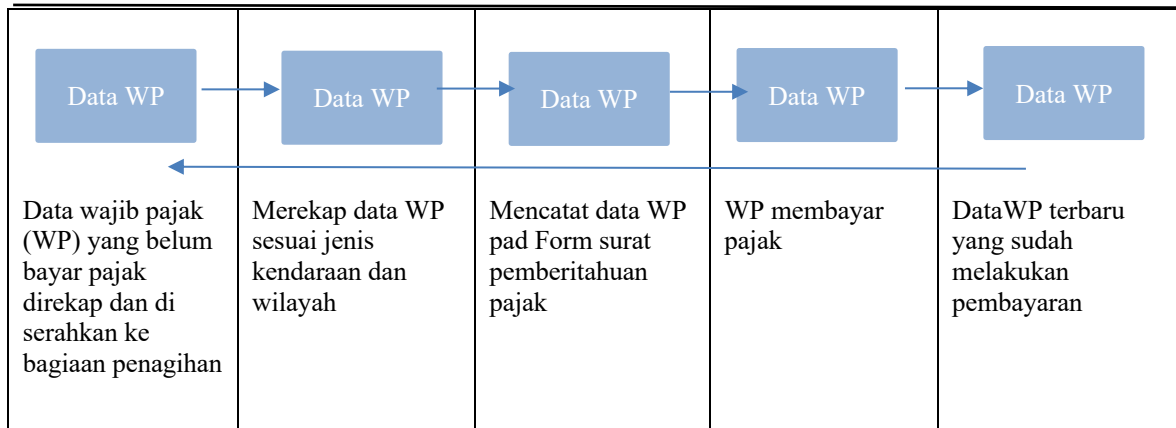 Data WP
Data WP
Data WP
Data WP
Data WP
Data wajib pajak
(WP) yang belum
bayar pajak
direkap dan di
serahkan ke
bagiaan penagihan
Merekap data WP
sesuai jenis
kendaraan dan
wilayah
Mencatat data WP
pad Form surat
pemberitahuan
pajak
WP membayar
pajak
DataWP terbaru
yang sudah
melakukan
pembayaran